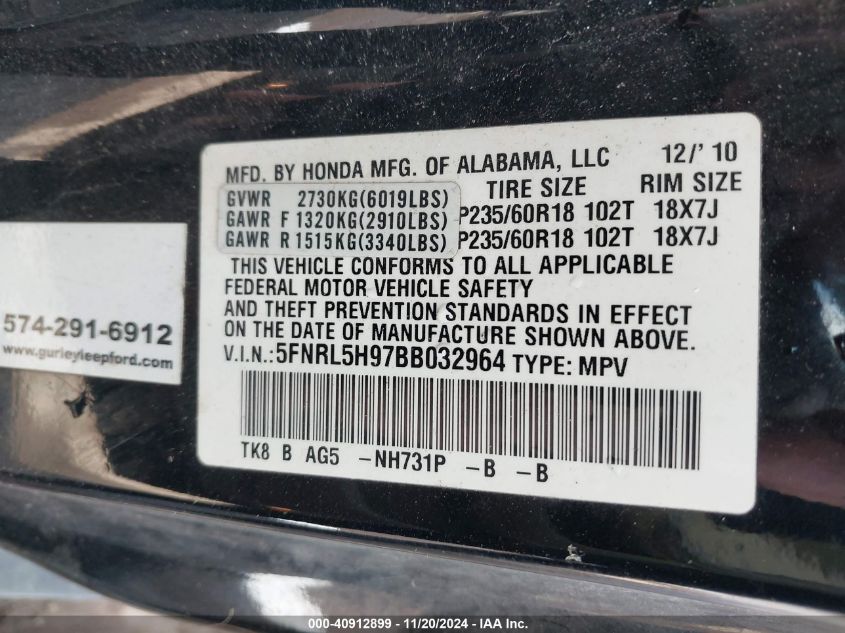 MFD. BY HONDA MFG. OF ALABAMA, LLC 12/' 10
TIRE SIZE RIM SIZE
GVWR 2730KG(6019LBS)
GAWR F 1320KG(2910LBS) P235/60R18 102T 18X7J
GAWR R 1515KG(3340LBS) P235/60R18 102T 18X7J
THIS VEHICLE CONFORMS TO ALL APPLICABLE
FEDERAL MOTOR VEHICLE SAFETY
AND THEFT PREVENTION STANDARDS IN EFFECT
ON THE DATE OF MANUFACTURE SHOWN ABOVE.
V.I.N.:5FNRL5H97BB032964 TYPE: MPV
TK8 B AG5 -NH731P -B -B
574-291-6912
www.gurleyleepford.com
000-40912899 - 11/20/2024 - IAA Inc.